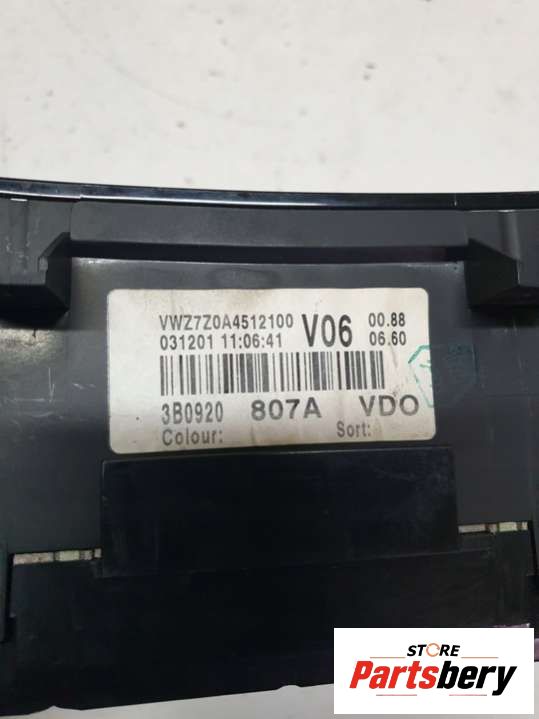 VWZ7Z0A4512100 V06 00.88
031201 11:06:41 06.60
3B0920 807A VDO
Colour: Sort:
STORE
Partsbery